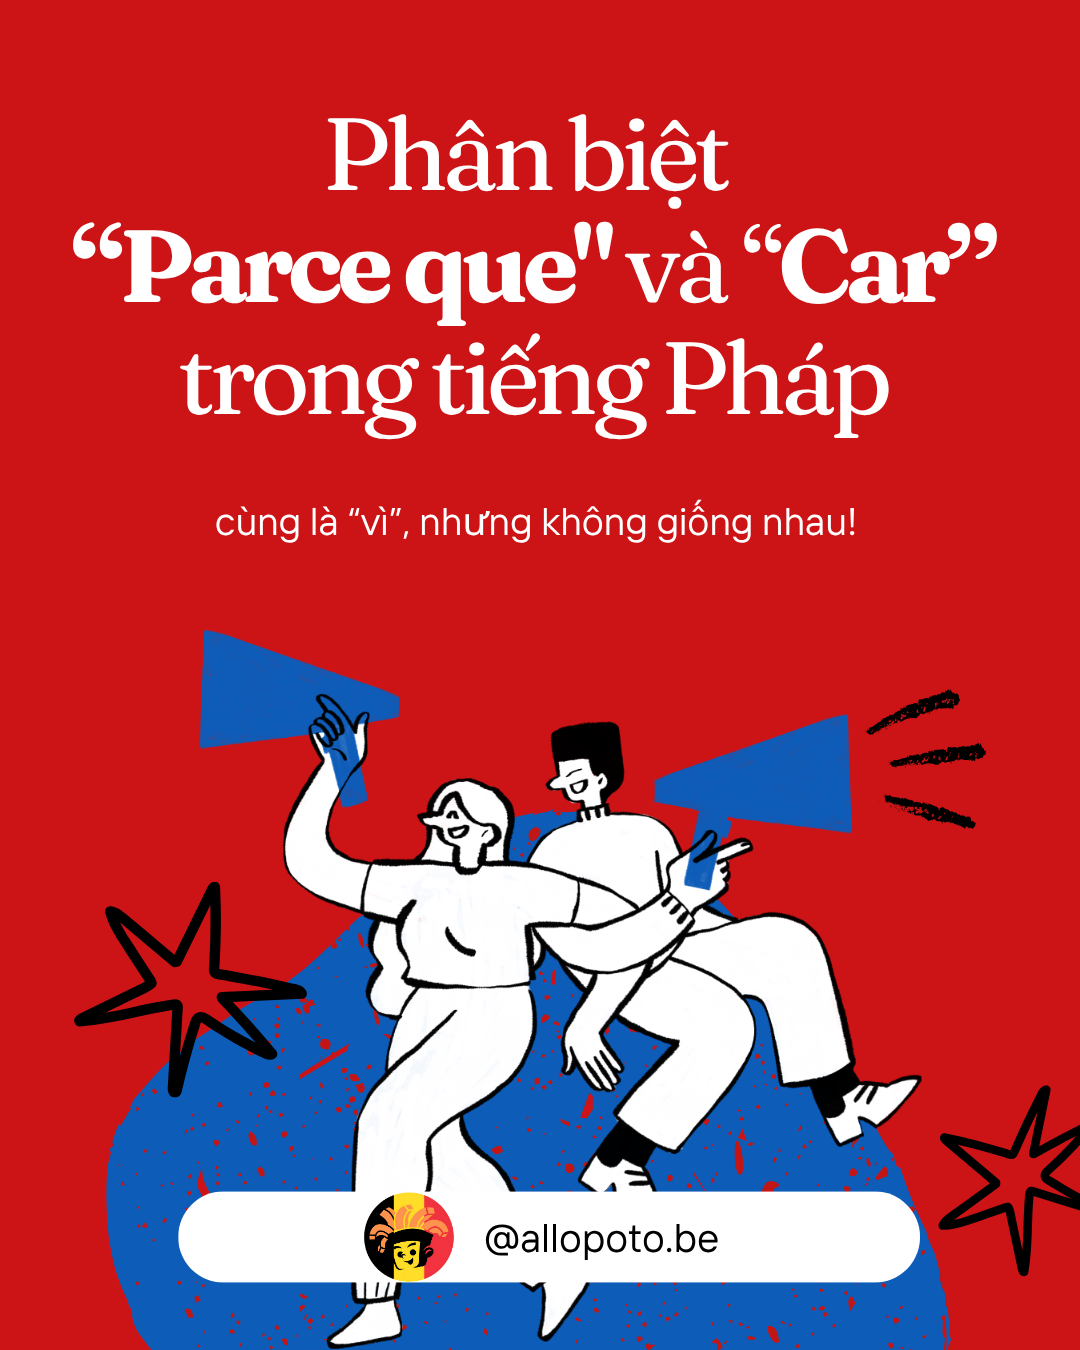 Phân biệt
“Parce que" và “Car”
trong tiếng Pháp
cùng là “vì”, nhưng không giống nhau!
@allopoto.be